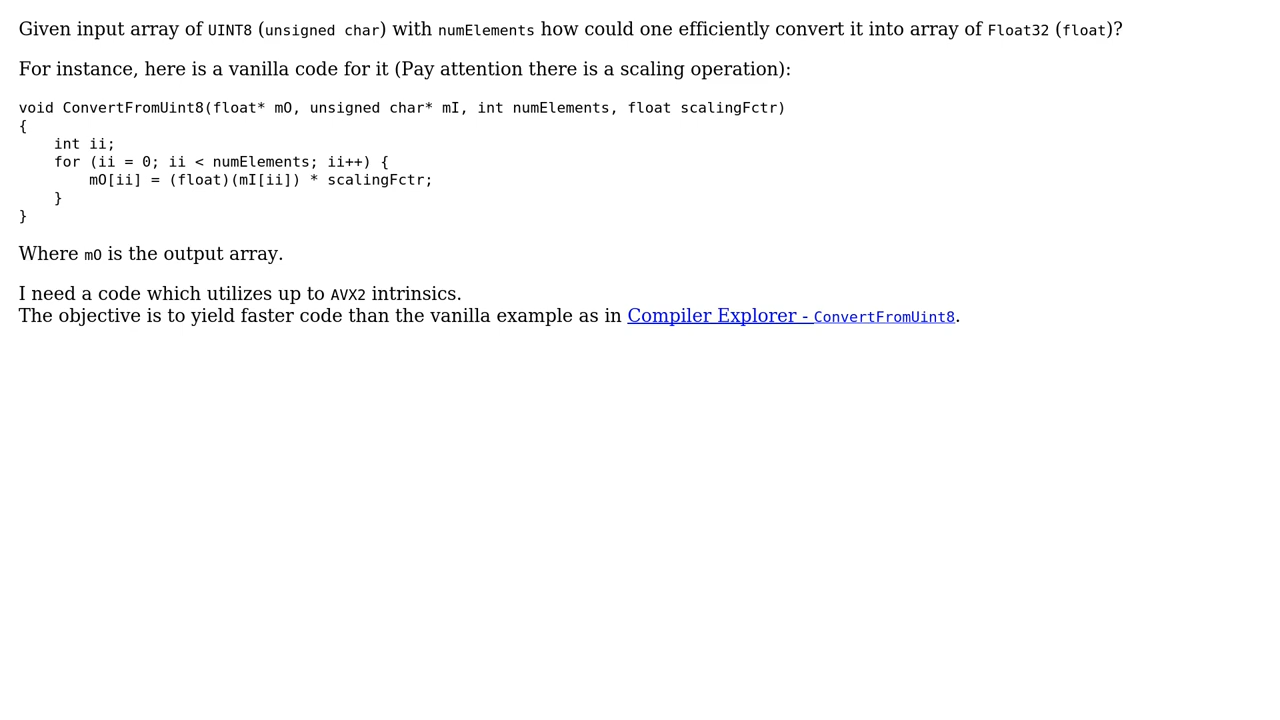 Given input array of UINT8 (unsigned char) with numElements how could one efficiently convert it into array of Float32 (float)?
For instance, here is a vanilla code for it (Pay attention there is a scaling operation):
void ConvertFromUint8(float* mO, unsigned char* mI, int numElements, float scalingFctr)
{
    int ii;
    for (ii = 0; ii < numElements; ii++) {
        mO[ii] = (float)(mI[ii]) * scalingFctr;
    }
}
Where mO is the output array.
I need a code which utilizes up to AVX2 intrinsics.
The objective is to yield faster code than the vanilla example as in Compiler Explorer - ConvertFromUint8.